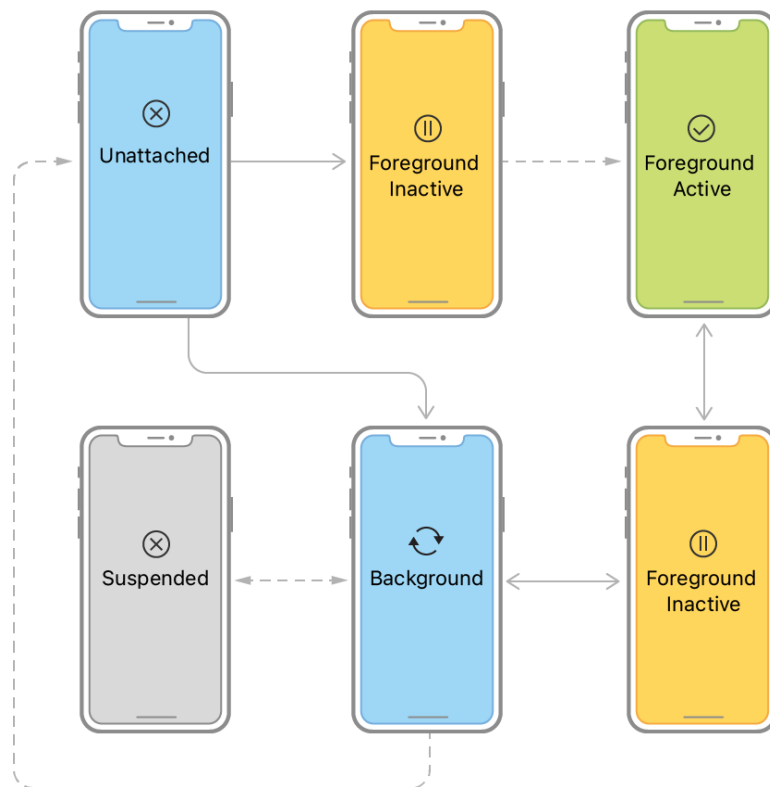 Unattached
Foreground
Inactive
Foreground
Active
Suspended
Background
Foreground
Inactive